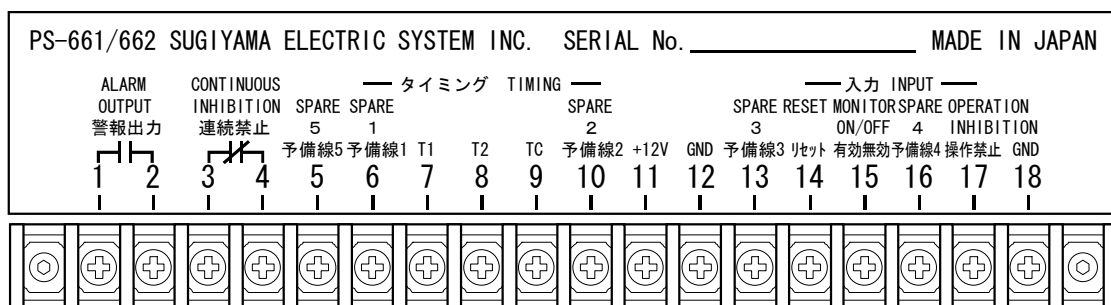 PS-661/662 SUGIYAMA ELECTRIC SYSTEM INC. SERIAL No. MADE IN JAPAN
ALARM CONTINUOUS タイミング TIMING 入力 INPUT
OUTPUT INHIBITION SPARE SPARE SPARE SPARE RESET MONITOR SPARE OPERATION
5 1 2 3 ON/OFF 4 INHIBITION
警報出力 連続禁止 予備線5 予備線1 T1 T2 TC 予備線2 +12V GND 予備線3 リセット 有効無効 予備線4 操作禁止 GND
1 2 3 4 5 6 7 8 9 10 11 12 13 14 15 16 17 18